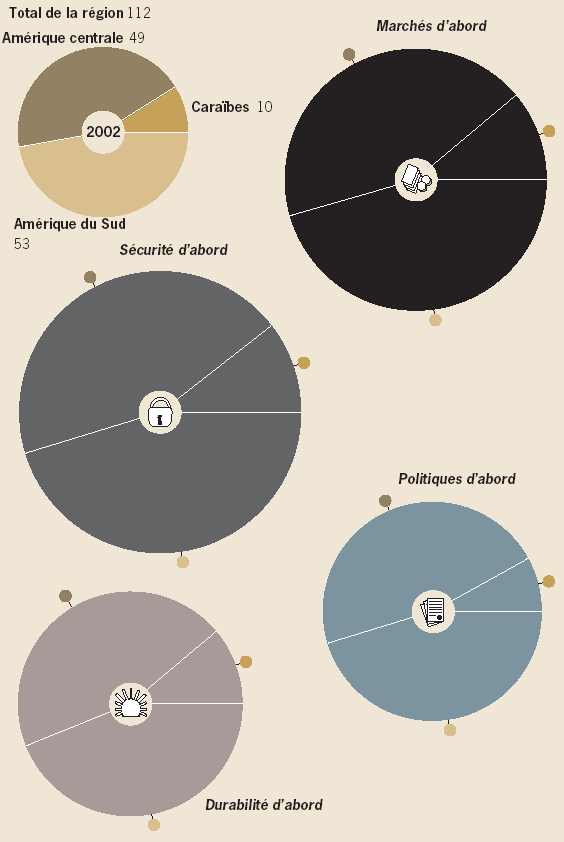 Total de la région 112
Amérique centrale 49
Marchés d'abord
Caraïbes 10
2002
Amérique du Sud
53
Sécurité d'abord
Politiques d'abord
Durabilité d'abord